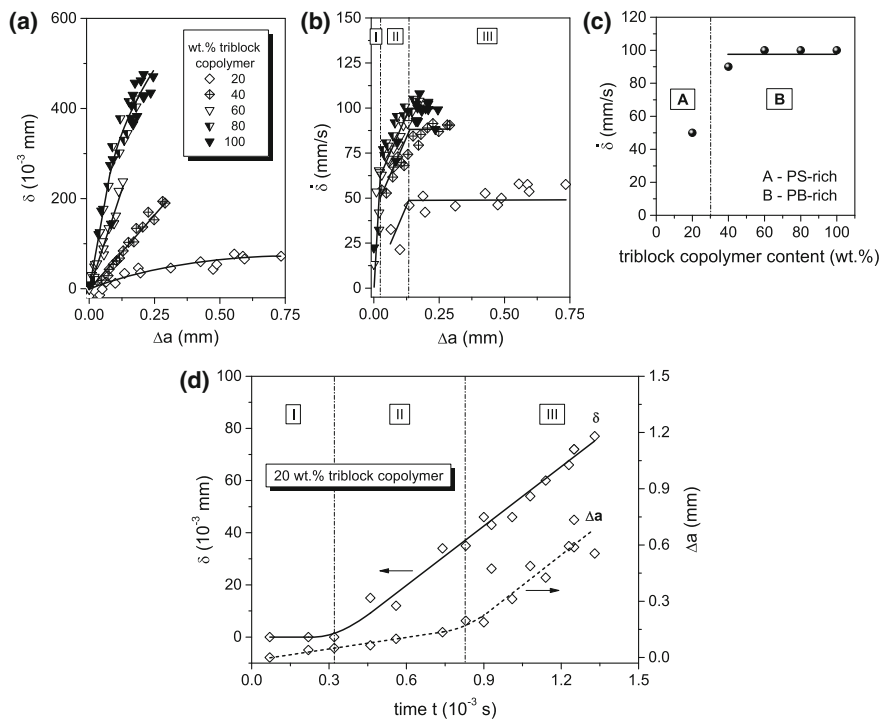 (a)
600
400
200
0
δ (10⁻³ mm)
wt.% triblock
copolymer
20
40
60
80
100
0.00 0.25 0.50 0.75
Δa (mm)
(b)
150
125
100
75
50
25
0
δ̇ (mm/s)
I II III
0.00 0.25 0.50 0.75
Δa (mm)
(c)
120
100
80
60
40
20
0
δ̇ (mm/s)
A B
A - PS-rich
B - PB-rich
20 40 60 80 100
triblock copolymer content (wt.%)
(d)
100
80
60
40
20
0
δ (10⁻³ mm)
I II III
20 wt.% triblock copolymer
δ
Δa
1.5
1.2
0.9
0.6
0.3
0.0
Δa (mm)
0.0 0.3 0.6 0.9 1.2 1.5
time t (10⁻³ s)